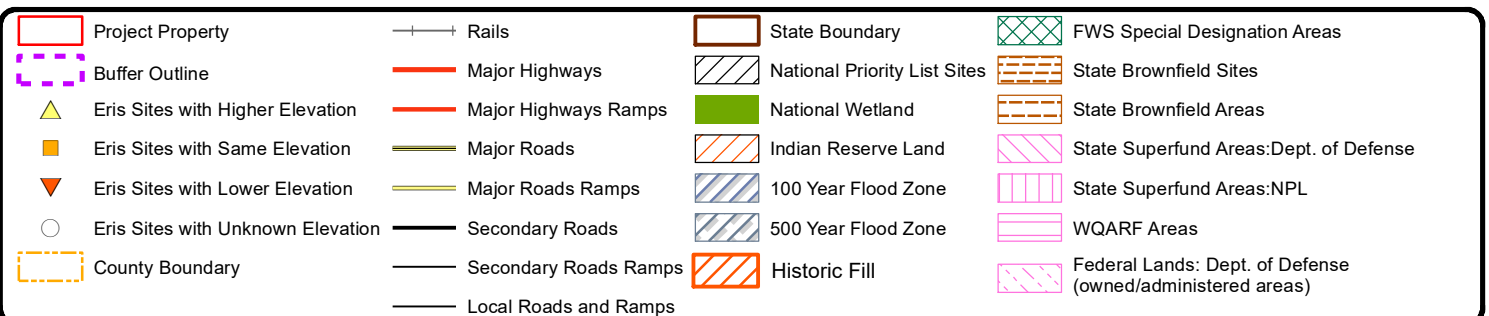 Project Property
Buffer Outline
Eris Sites with Higher Elevation
Eris Sites with Same Elevation
Eris Sites with Lower Elevation
Eris Sites with Unknown Elevation
County Boundary
Rails
Major Highways
Major Highways Ramps
Major Roads
Major Roads Ramps
Secondary Roads
Secondary Roads Ramps
Local Roads and Ramps
State Boundary
National Priority List Sites
National Wetland
Indian Reserve Land
100 Year Flood Zone
500 Year Flood Zone
Historic Fill
FWS Special Designation Areas
State Brownfield Sites
State Brownfield Areas
State Superfund Areas:Dept. of Defense
State Superfund Areas:NPL
WQARF Areas
Federal Lands: Dept. of Defense
(owned/administered areas)